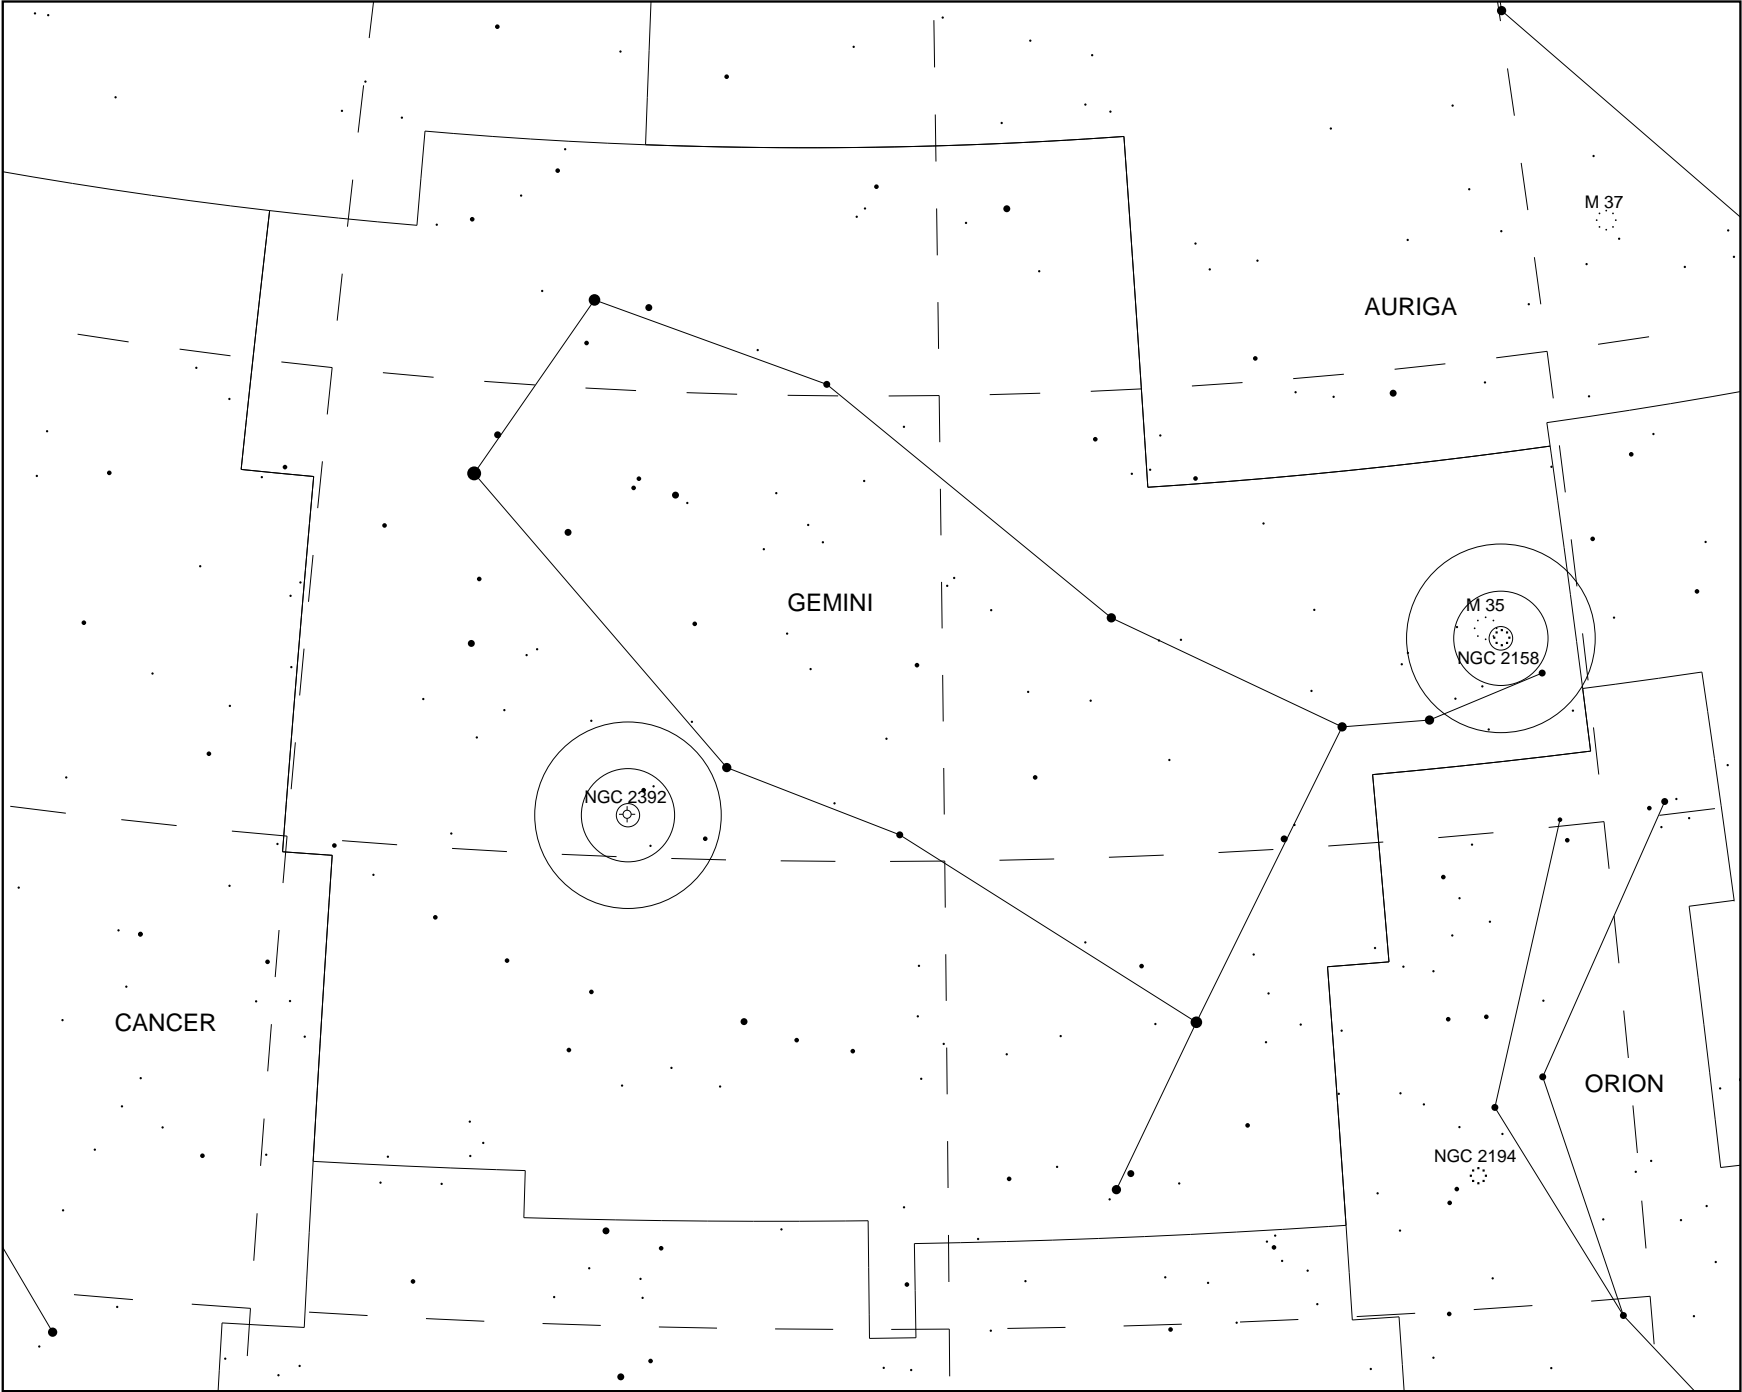 M 37
AURIGA
GEMINI
M 35
NGC 2158
NGC 2392
CANCER
ORION
NGC 2194